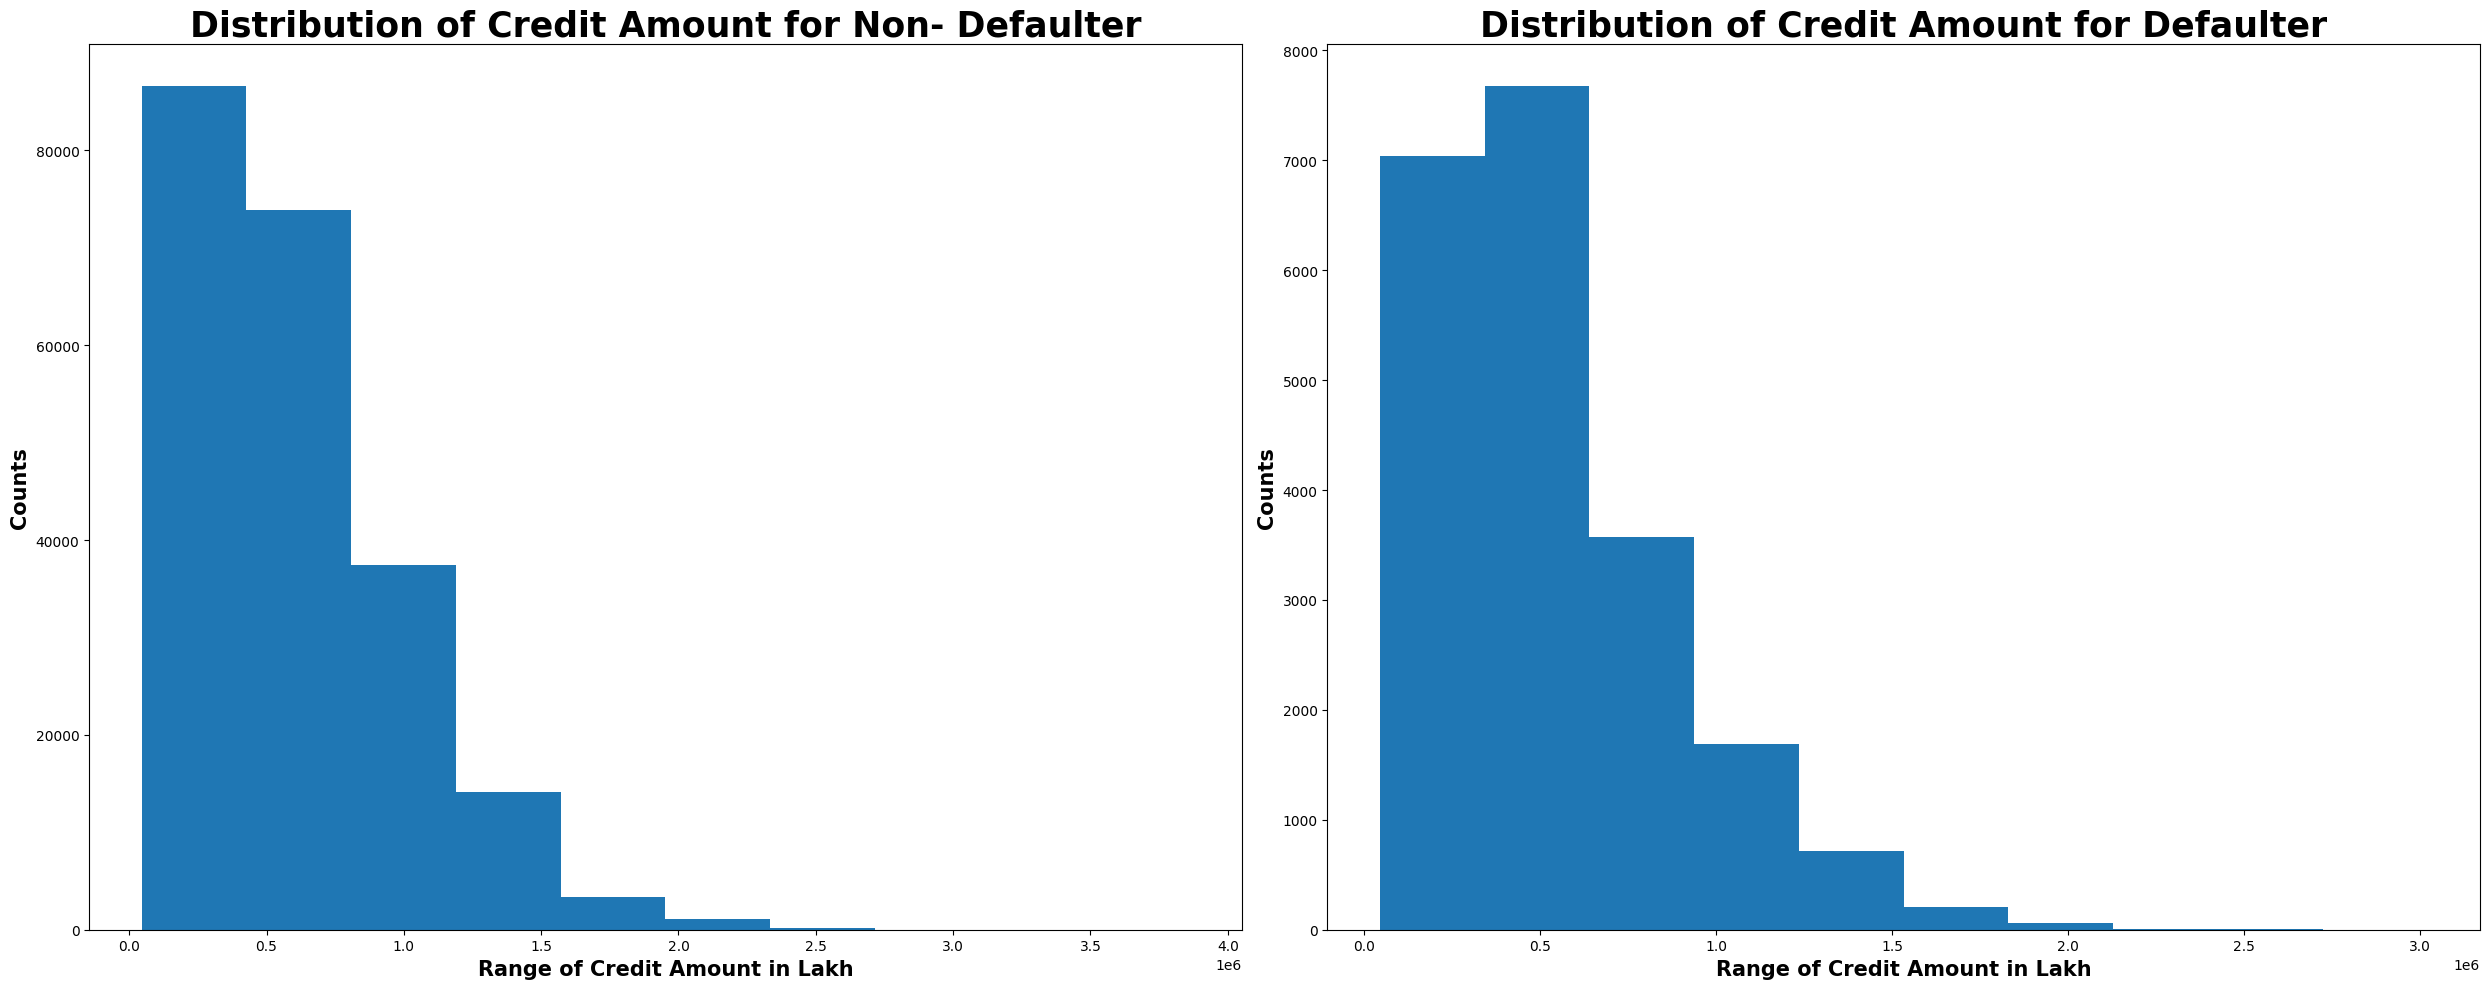 Distribution of Credit Amount for Non- Defaulter
Counts
80000
60000
40000
20000
0
0.0 0.5 1.0 1.5 2.0 2.5 3.0 3.5 4.0
1e6
Range of Credit Amount in Lakh
Distribution of Credit Amount for Defaulter
Counts
8000
7000
6000
5000
4000
3000
2000
1000
0
0.0 0.5 1.0 1.5 2.0 2.5 3.0
1e6
Range of Credit Amount in Lakh